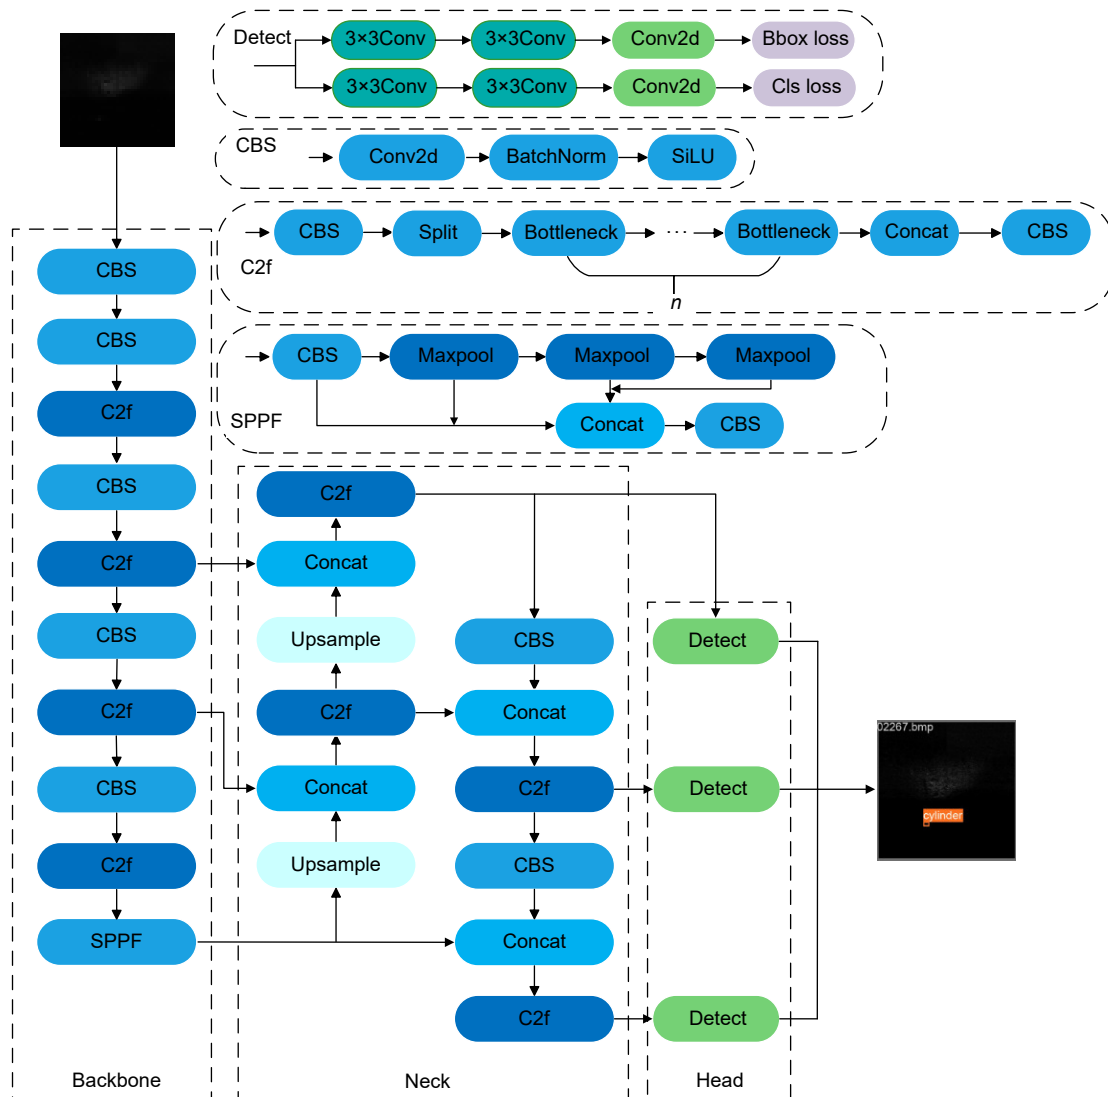 Detect
3×3Conv
3×3Conv
Conv2d
Bbox loss
3×3Conv
3×3Conv
Conv2d
Cls loss
CBS
Conv2d
BatchNorm
SiLU
CBS
Split
Bottleneck
···
Bottleneck
Concat
CBS
C2f
n
CBS
Maxpool
Maxpool
Maxpool
SPPF
Concat
CBS
CBS
CBS
C2f
CBS
C2f
CBS
C2f
CBS
C2f
SPPF
Backbone
C2f
Concat
Upsample
C2f
Concat
Upsample
CBS
Concat
C2f
CBS
Concat
C2f
Neck
Detect
Detect
Detect
Head
02267.bmp
cylinder